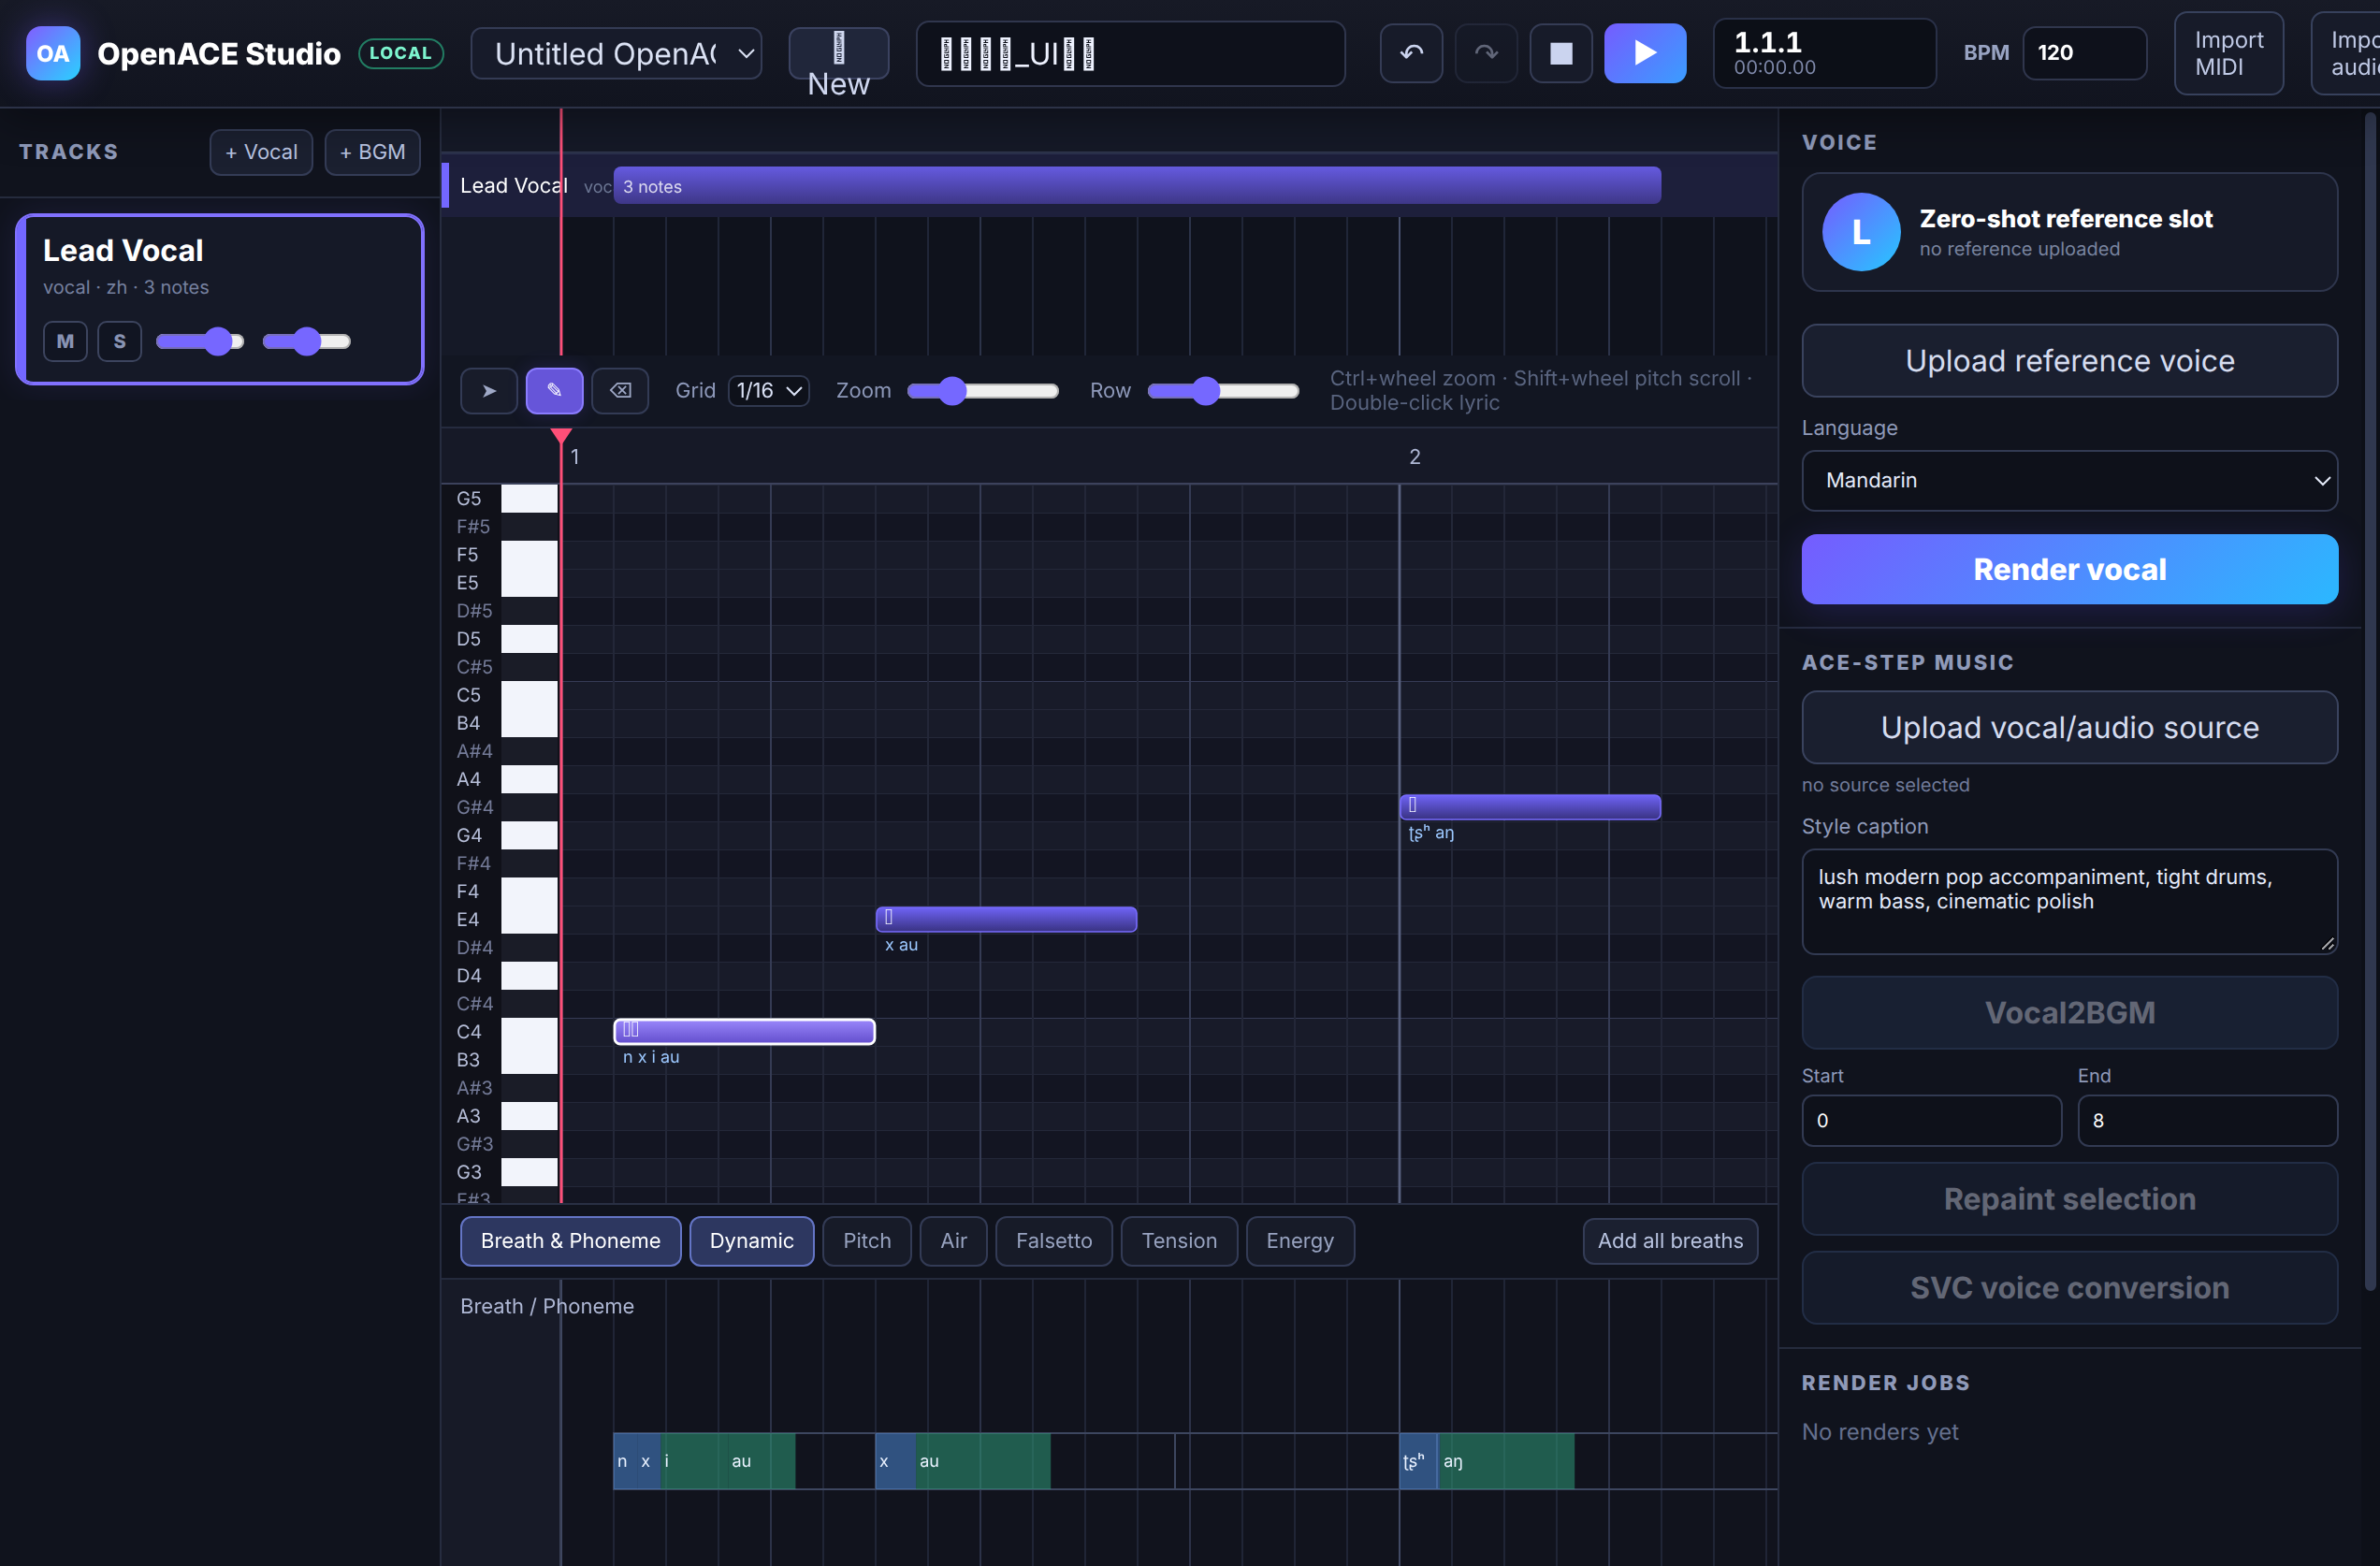 OA
OpenACE Studio
LOCAL
Untitled OpenAC
New
_UI
1.1.1
00:00.00
BPM
120
Import
MIDI
TRACKS
+ Vocal
+ BGM
Lead Vocal
vocal · zh · 3 notes
M
S
Lead Vocal
voc
3 notes
Grid
1/16
Zoom
Row
Ctrl+wheel zoom · Shift+wheel pitch scroll ·
Double-click lyric
1
2
G5
F#5
F5
E5
D#5
D5
C#5
C5
B4
A#4
A4
G#4
G4
F#4
F4
E4
D#4
D4
C#4
C4
B3
A#3
A3
G#3
G3
F#3
ʈʂʰ aŋ
x au
n x i au
Breath & Phoneme
Dynamic
Pitch
Air
Falsetto
Tension
Energy
Add all breaths
Breath / Phoneme
n x i au
x au
ʈʂʰ aŋ
VOICE
L
Zero-shot reference slot
no reference uploaded
Upload reference voice
Language
Mandarin
Render vocal
ACE-STEP MUSIC
Upload vocal/audio source
no source selected
Style caption
lush modern pop accompaniment, tight drums,
warm bass, cinematic polish
Vocal2BGM
Start
End
0
8
Repaint selection
SVC voice conversion
RENDER JOBS
No renders yet